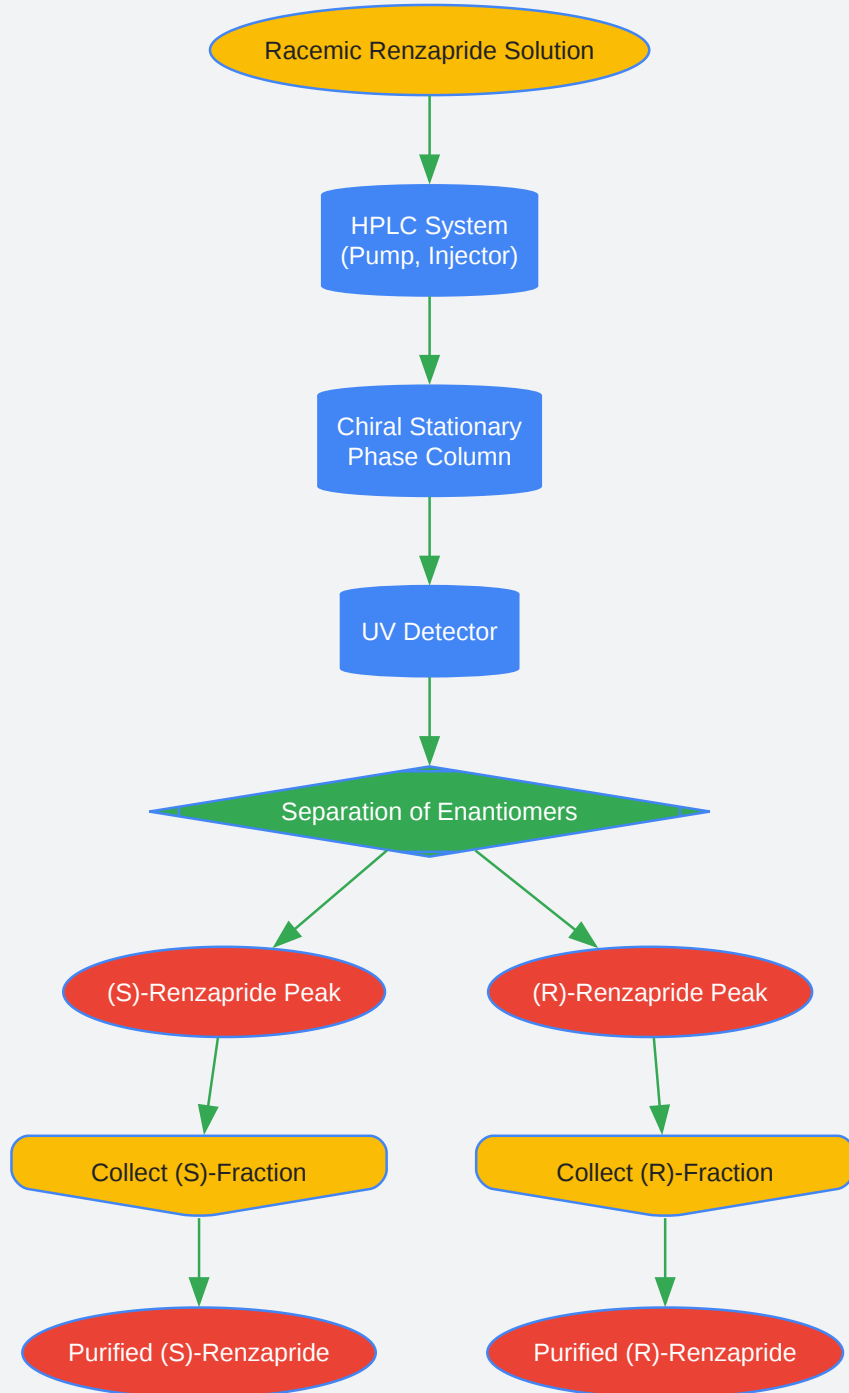 Racemic Renzapride Solution
HPLC System
(Pump, Injector)
Chiral Stationary
Phase Column
UV Detector
Separation of Enantiomers
(S)-Renzapride Peak
(R)-Renzapride Peak
Collect (S)-Fraction
Collect (R)-Fraction
Purified (S)-Renzapride
Purified (R)-Renzapride